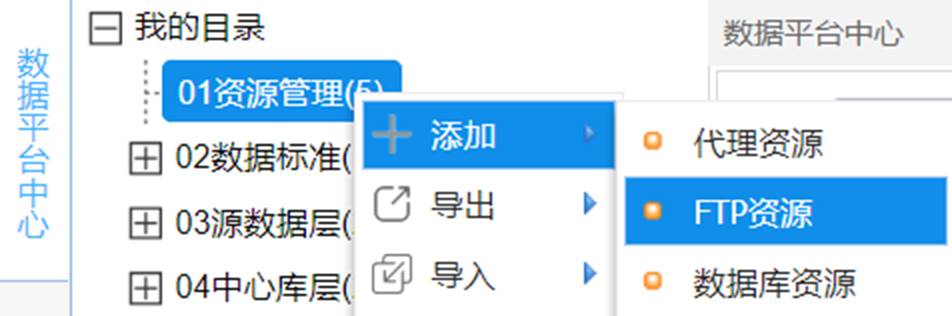 数据平台中心
我的目录
01资源管理(5)
02数据标准(
03源数据层(
04中心库层(
添加
导出
导入
数据平台中心
代理资源
FTP资源
数据库资源